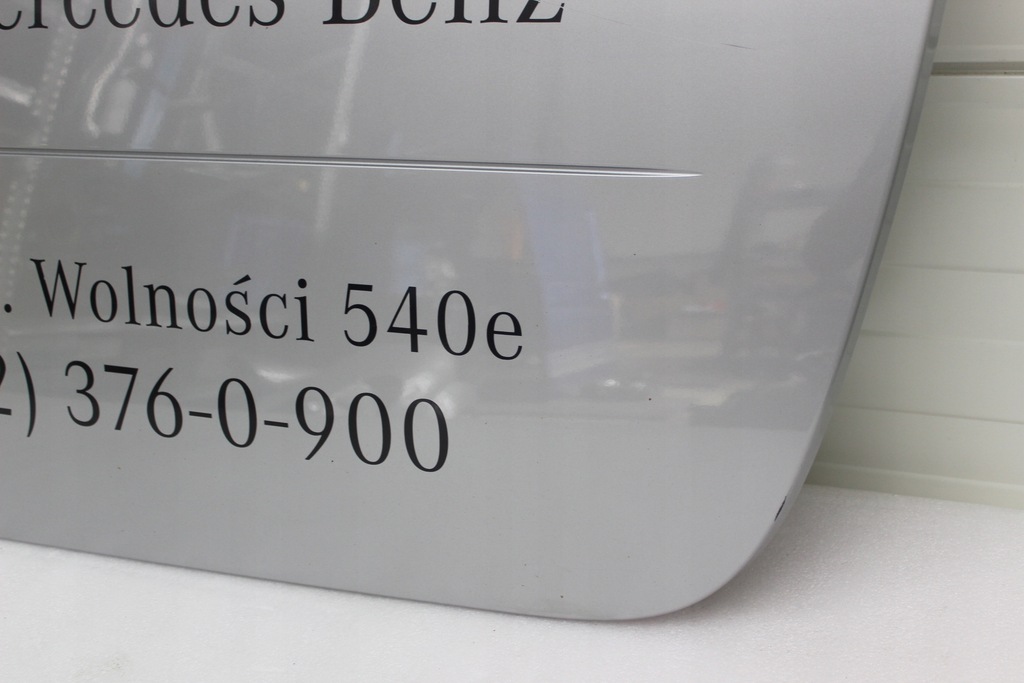 ercedes Benz
. Wolności 540e
2) 376-0-900